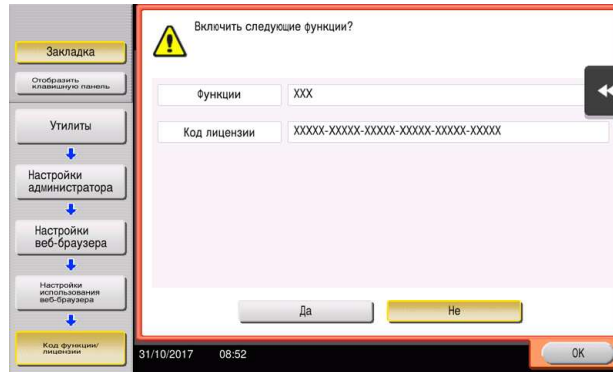 Закладка
Отобразить
клавишную панель
Утилиты
Настройки
администратора
Настройки
веб-браузера
Настройки
использования
веб-браузера
Код функции/
лицензии
Включить следующие функции?
Функции
XXX
Код лицензии
XXXXX-XXXXX-XXXXX-XXXXX-XXXXX-XXXXX
Да
Не
31/10/2017 08:52
OK